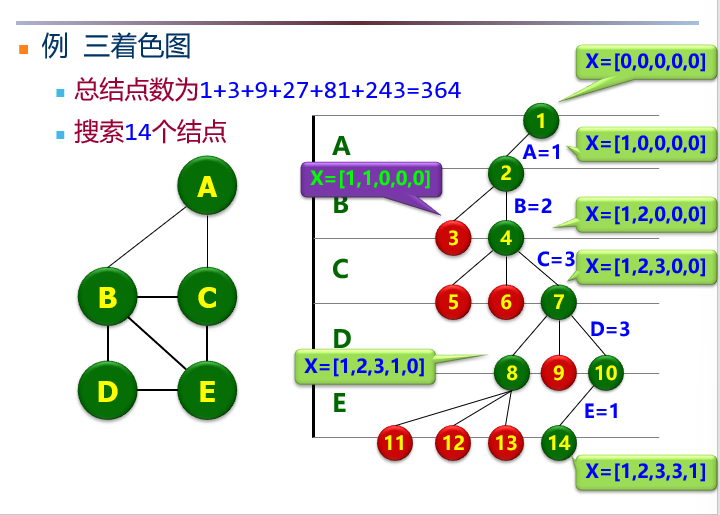 例 三着色图
总结点数为1+3+9+27+81+243=364
搜索14个结点
X=[0,0,0,0,0]
1
A
A=1
X=[1,0,0,0,0]
X=[1,1,0,0,0]
2
B
B=2
X=[1,2,0,0,0]
3
4
C
C=3
X=[1,2,3,0,0]
5
6
7
D
D=3
X=[1,2,3,1,0]
8
9
10
E
E=1
11
12
13
14
X=[1,2,3,3,1]
A
B
C
D
E